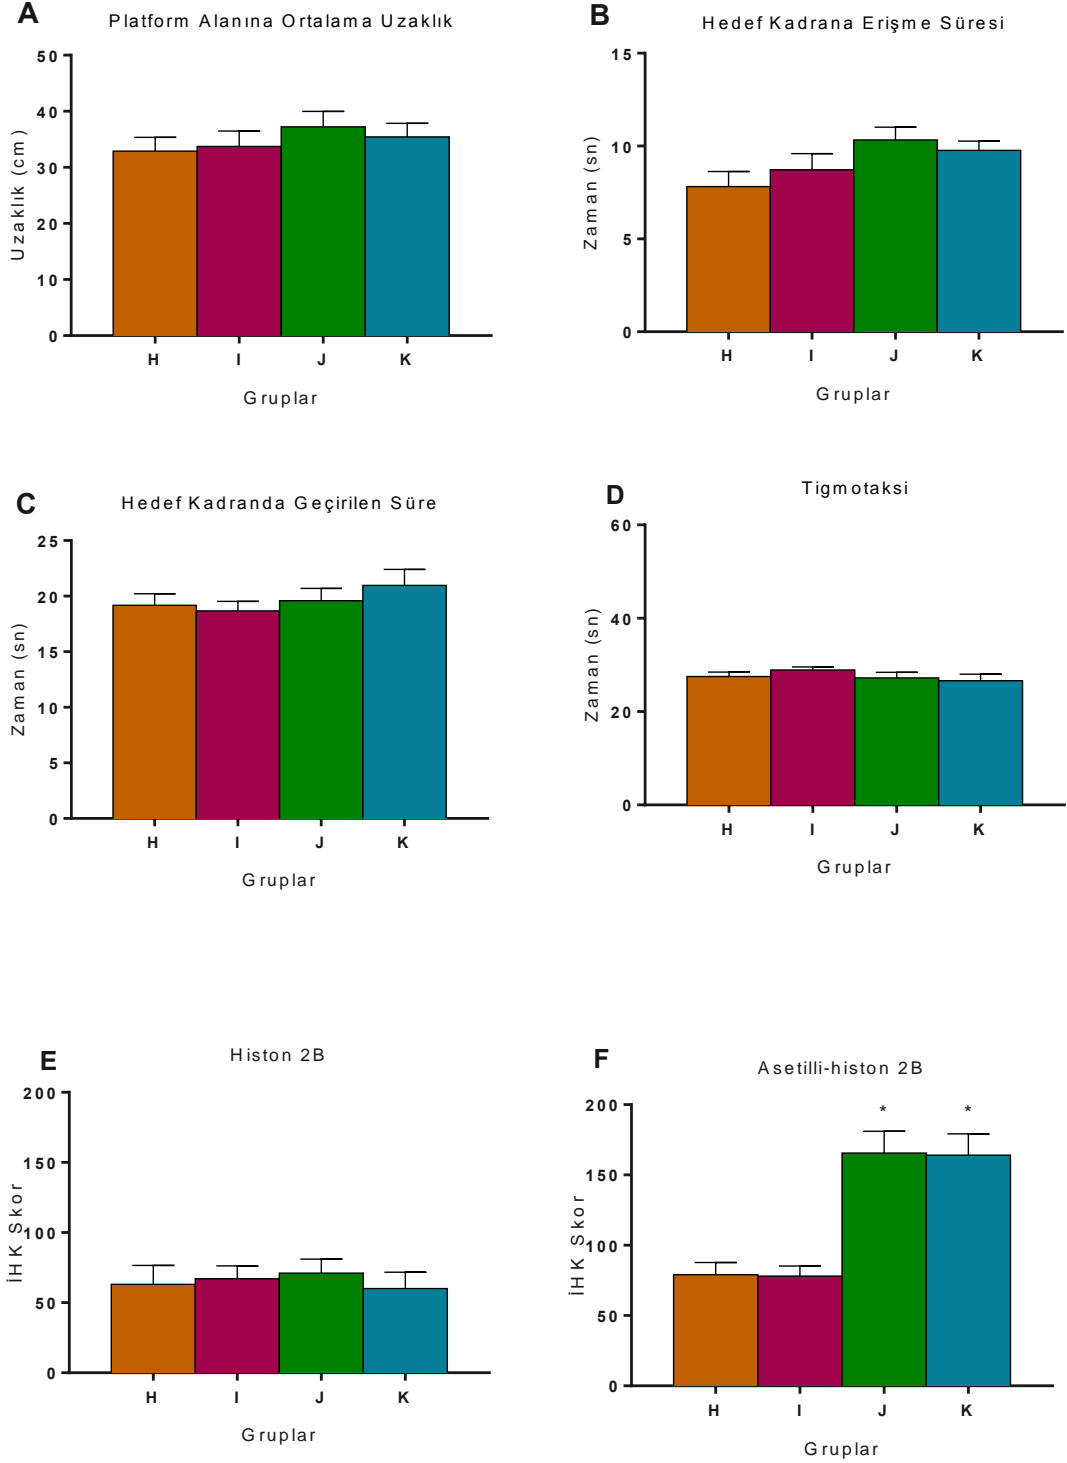 A
Platform Alanına Ortalama Uzaklık
50
40
30
20
10
0
Uzaklık (cm)
H I J K
Gruplar
B
Hedef Kadrana Erişme Süresi
15
10
5
0
Zaman (sn)
H I J K
Gruplar
C
Hedef Kadranda Geçirilen Süre
25
20
15
10
5
0
Zaman (sn)
H I J K
Gruplar
D
Tigmotaksi
60
40
20
0
Zaman (sn)
H I J K
Gruplar
E
Histon 2B
200
150
100
50
0
İHK Skor
H I J K
Gruplar
F
Asetilli-histon 2B
200
150
100
50
0
İHK Skor
* *
H I J K
Gruplar